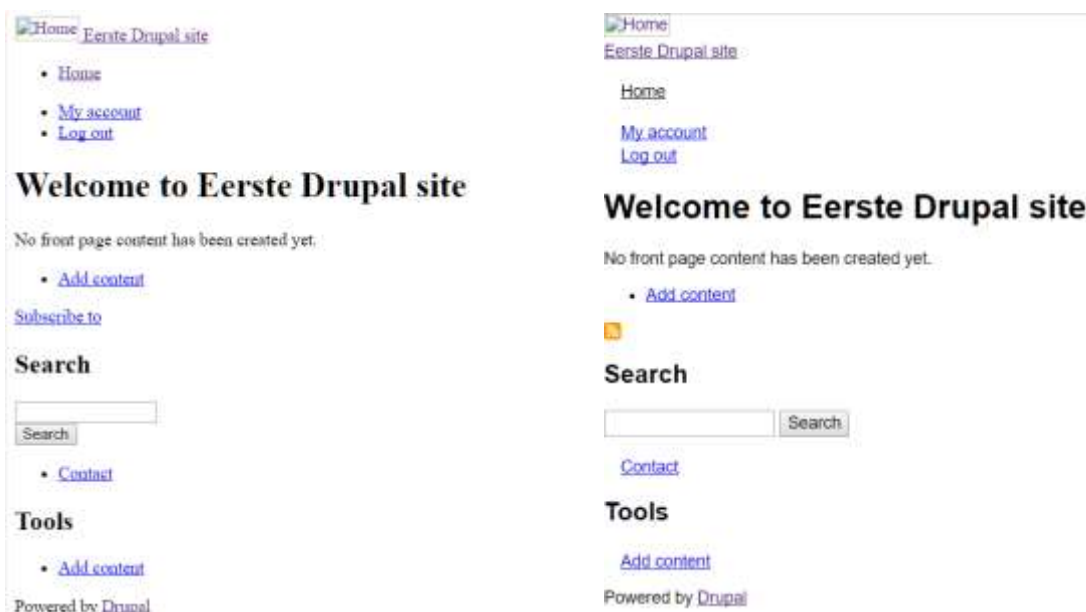 Home Eerste Drupal site
• Home
• My account
• Log out
Welcome to Eerste Drupal site
No front page content has been created yet.
• Add content
Subscribe to
Search
Search
• Contact
Tools
• Add content
Powered by Drupal
Home
Eerste Drupal site
Home
My account
Log out
Welcome to Eerste Drupal site
No front page content has been created yet.
• Add content
Search
Search
Contact
Tools
Add content
Powered by Drupal